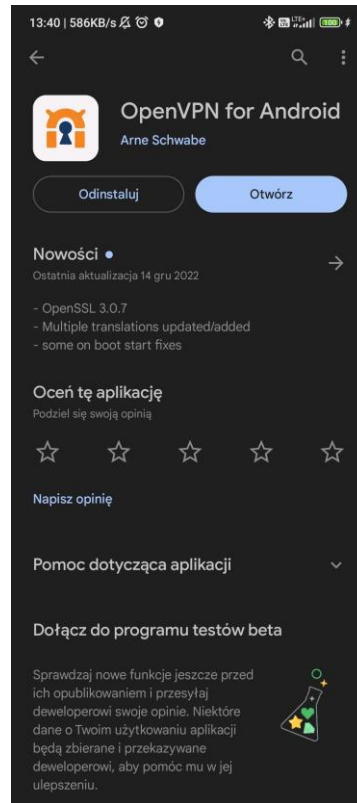 13:40 | 586KB/s
LTE+
100
OpenVPN for Android
Arne Schwabe
Odinstaluj
Otwórz
Nowości
Ostatnia aktualizacja 14 gru 2022
- OpenSSL 3.0.7
- Multiple translations updated/added
- some on boot start fixes
Oceń tę aplikację
Podziel się swoją opinią
Napisz opinię
Pomoc dotycząca aplikacji
Dołącz do programu testów beta
Sprawdzaj nowe funkcje jeszcze przed
ich opublikowaniem i przesyłaj
deweloperowi swoje opinie. Niektóre
dane o Twoim użytkowaniu aplikacji
będą zbierane i przekazywane
deweloperowi, aby pomóc mu w jej
ulepszeniu.